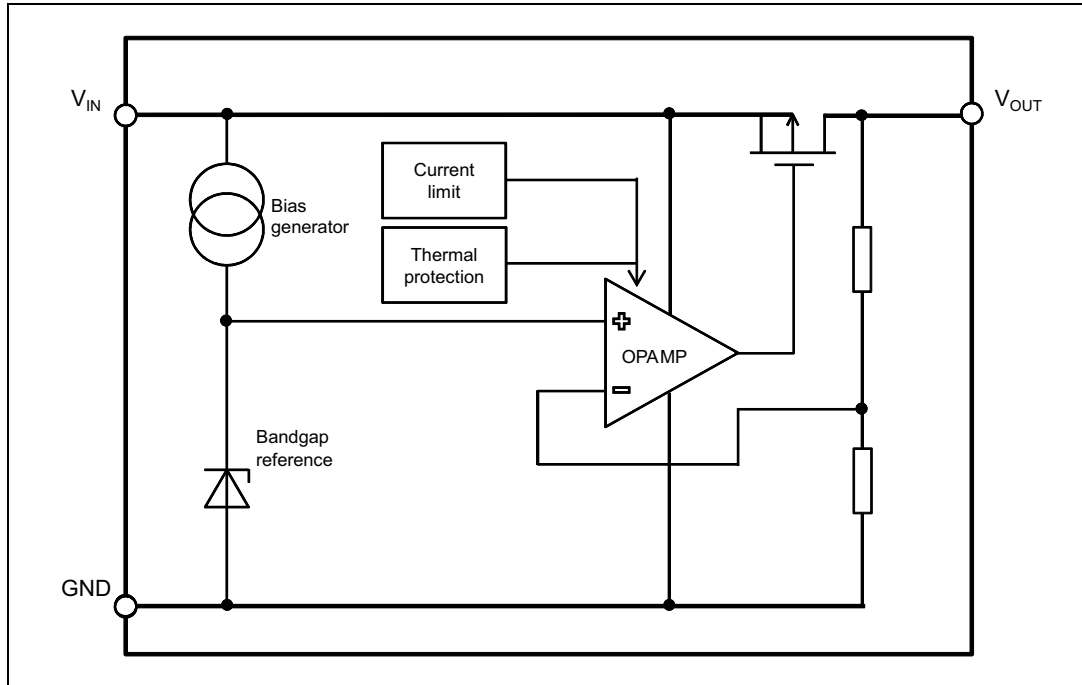 V_IN
V_OUT
Current
limit
Bias
generator
Thermal
protection
+
OPAMP
-
Bandgap
reference
GND